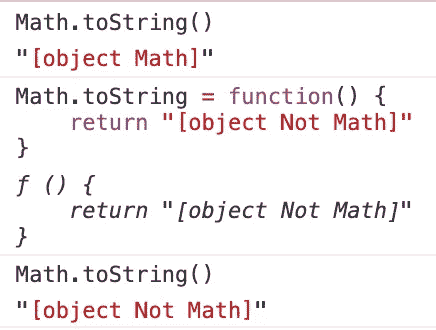 Math.toString()
"[object Math]"
Math.toString = function() {
    return "[object Not Math]"
}
f () {
    return "[object Not Math]"
}
Math.toString()
"[object Not Math]"